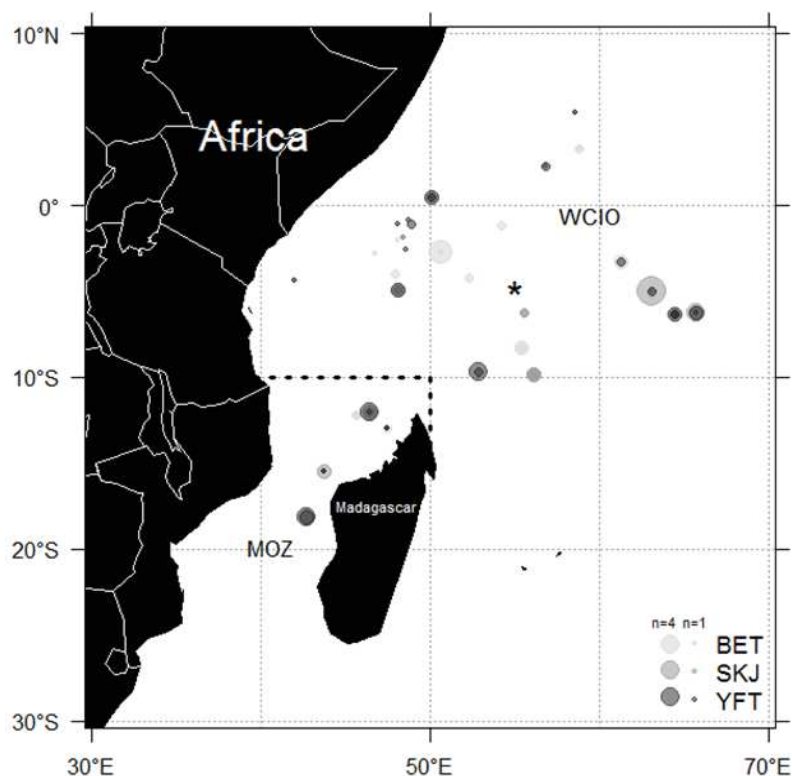 10°N
Africa
0°
WCIO
*
10°S
Madagascar
MOZ
20°S
n=4 n=1
BET
SKJ
YFT
30°S
30°E 50°E 70°E